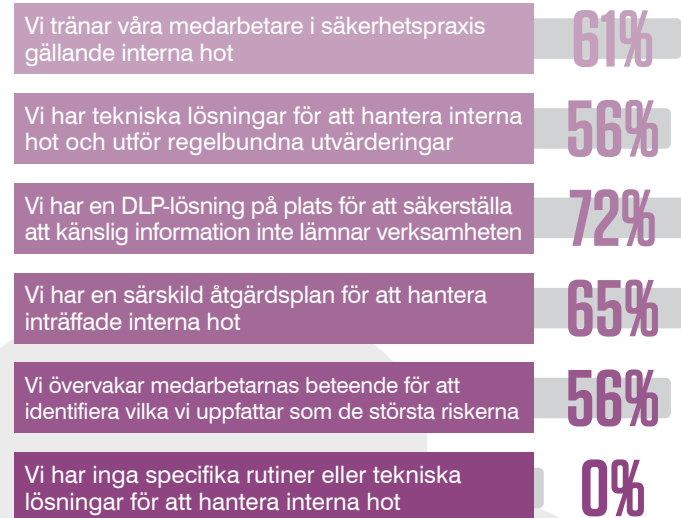 Vi tränar våra medarbetare i säkerhetspraxis
gällande interna hot
61%
Vi har tekniska lösningar för att hantera interna
hot och utför regelbundna utvärderingar
56%
Vi har en DLP-lösning på plats för att säkerställa
att känslig information inte lämnar verksamheten
72%
Vi har en särskild åtgärdsplan för att hantera
inträffade interna hot
65%
Vi övervakar medarbetarnas beteende för att
identifiera vilka vi uppfattar som de största riskerna
56%
Vi har inga specifika rutiner eller tekniska
lösningar för att hantera interna hot
0%